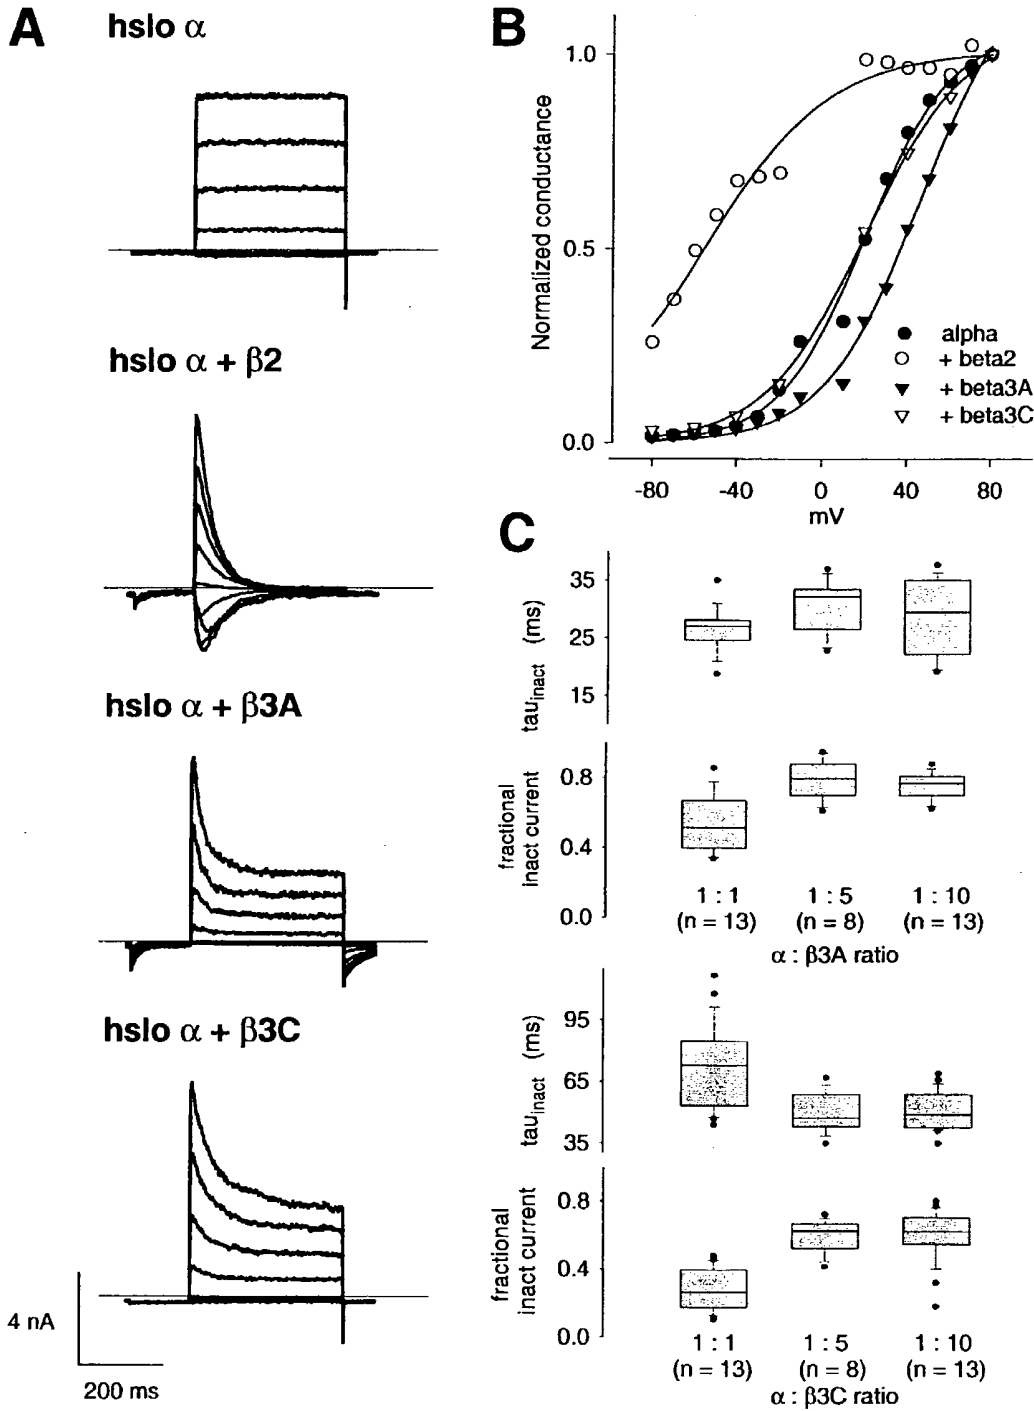 A
hslo α
hslo α + β2
hslo α + β3A
hslo α + β3C
4 nA
200 ms
B
Normalized conductance
1.0
0.5
0.0
alpha
+ beta2
+ beta3A
+ beta3C
-80 -40 0 40 80
mV
C
tauinact (ms)
35
25
15
fractional
inact current
0.8
0.4
0.0
1 : 1 1 : 5 1 : 10
(n = 13) (n = 8) (n = 13)
α : β3A ratio
tauinact (ms)
95
65
35
fractional
inact current
0.8
0.4
0.0
1 : 1 1 : 5 1 : 10
(n = 13) (n = 8) (n = 13)
α : β3C ratio